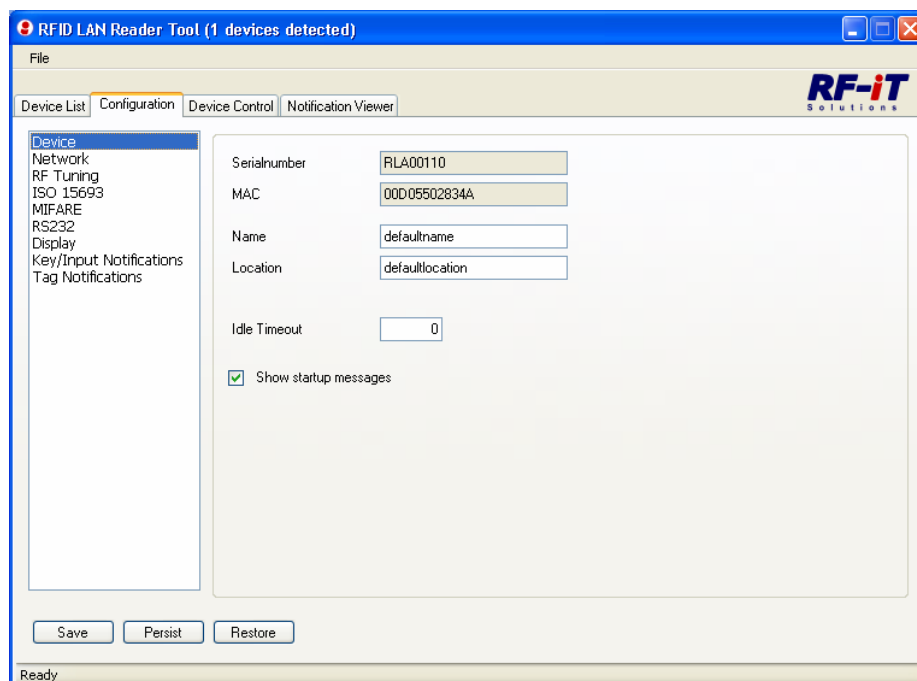 RFID LAN Reader Tool (1 devices detected)
File
RF-iT
Solutions
Device List Configuration Device Control Notification Viewer
Device
Network
RF Tuning
ISO 15693
MIFARE
RS232
Display
Key/Input Notifications
Tag Notifications
Serialnumber RLA00110
MAC 00D05502834A
Name defaultname
Location defaultlocation
Idle Timeout 0
Show startup messages
Save Persist Restore
Ready